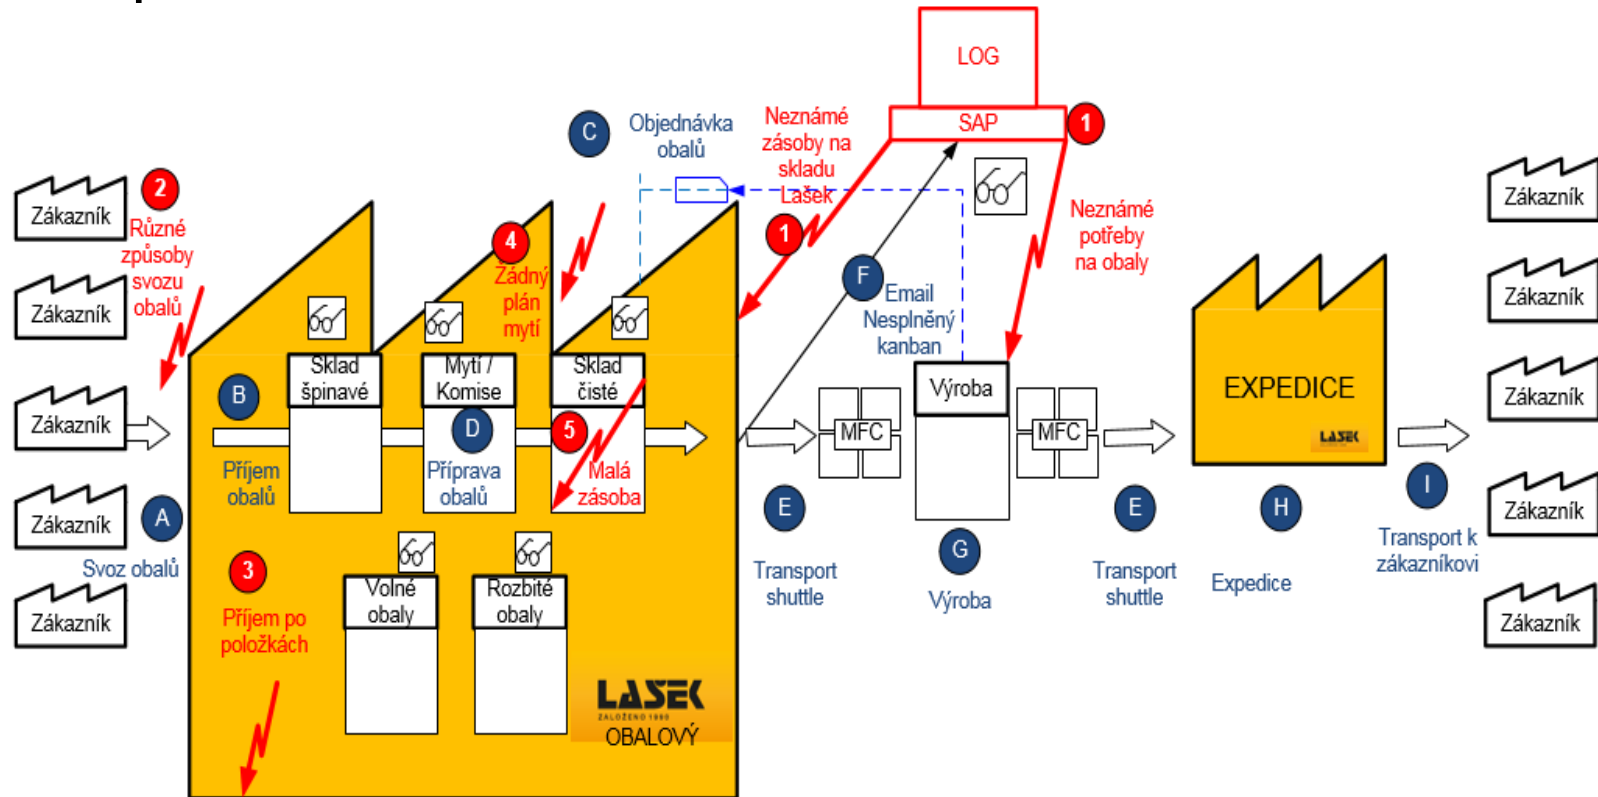 LOG
SAP
1
C
Objednávka
obalů
Neznámé
zásoby na
skladu
Lašek
1
Neznámé
potřeby
na obaly
Zákazník
2
Různé
způsoby
svozu
obalů
Zákazník
Zákazník
Zákazník
A
Svoz obalů
Zákazník
4
Žádný
plán
mytí
F
Email
Nesplněný
kanban
B
Příjem
obalů
Sklad
špinavé
Mytí /
Komise
D
Příprava
obalů
Sklad
čisté
5
Malá
zásoba
3
Příjem po
položkách
Volné
obaly
Rozbité
obaly
LASEK
ZALOŽENO 1990
OBALOVÝ
E
Transport
shuttle
MFC
Výroba
G
Výroba
MFC
E
Transport
shuttle
EXPEDICE
LASEK
H
Expedice
I
Transport k
zákazníkovi
Zákazník
Zákazník
Zákazník
Zákazník
Zákazník